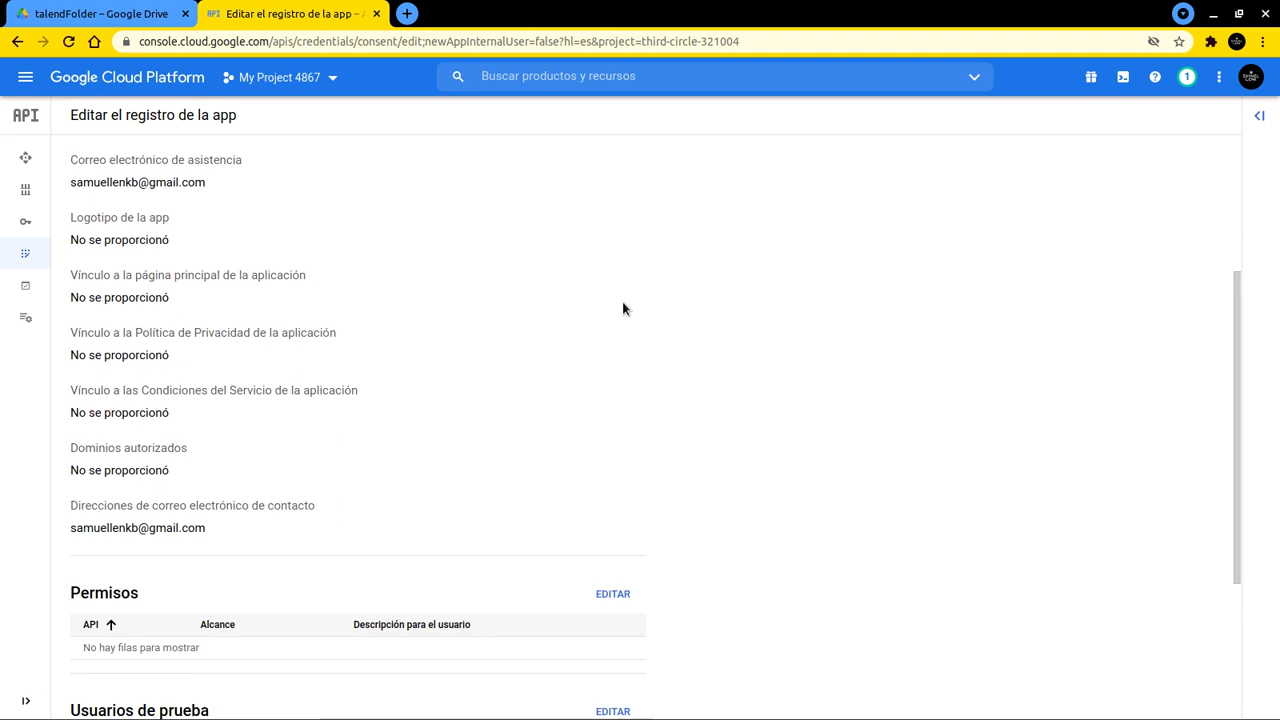 talendFolder – Google Drive
API Editar el registro de la app –
console.cloud.google.com/apis/credentials/consent/edit;newAppInternalUser=false?hl=es&project=third-circle-321004
Google Cloud Platform
My Project 4867
Buscar productos y recursos
1
API
Editar el registro de la app
Correo electrónico de asistencia
samuellenkb@gmail.com
Logotipo de la app
No se proporcionó
Vínculo a la página principal de la aplicación
No se proporcionó
Vínculo a la Política de Privacidad de la aplicación
No se proporcionó
Vínculo a las Condiciones del Servicio de la aplicación
No se proporcionó
Dominios autorizados
No se proporcionó
Direcciones de correo electrónico de contacto
samuellenkb@gmail.com
Permisos
EDITAR
API Alcance Descripción para el usuario
No hay filas para mostrar
Usuarios de prueba
EDITAR